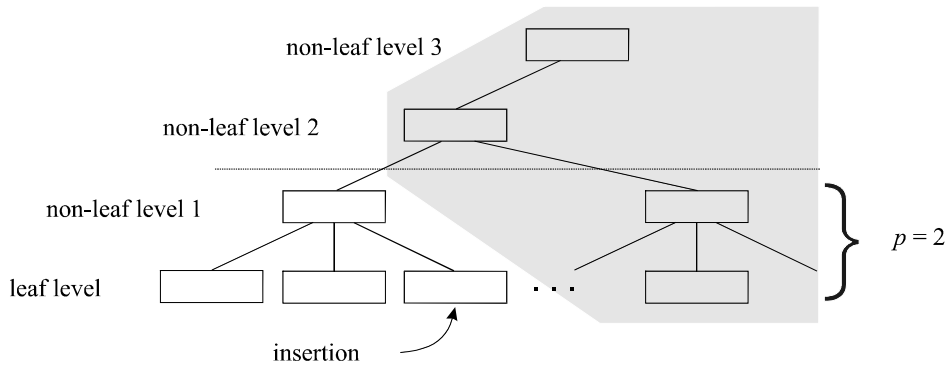 non-leaf level 3
non-leaf level 2
non-leaf level 1
p = 2
leaf level
. . .
insertion